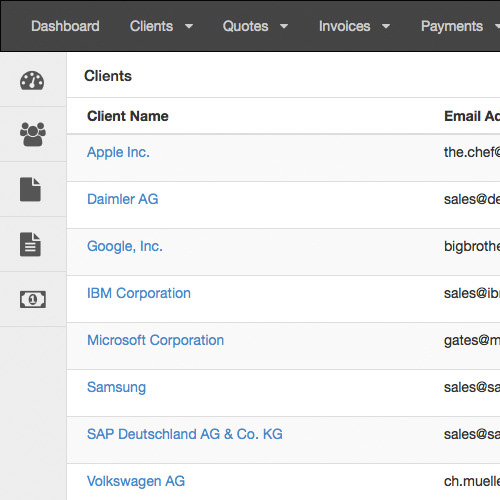 Dashboard Clients Quotes Invoices Payments
Clients
Client Name Email
Apple Inc. the.chef@
Daimler AG sales@de
Google, Inc. bigbrothe
IBM Corporation sales@ib
Microsoft Corporation gates@m
Samsung sales@sa
SAP Deutschland AG & Co. KG sales@sa
Volkswagen AG ch.muelle